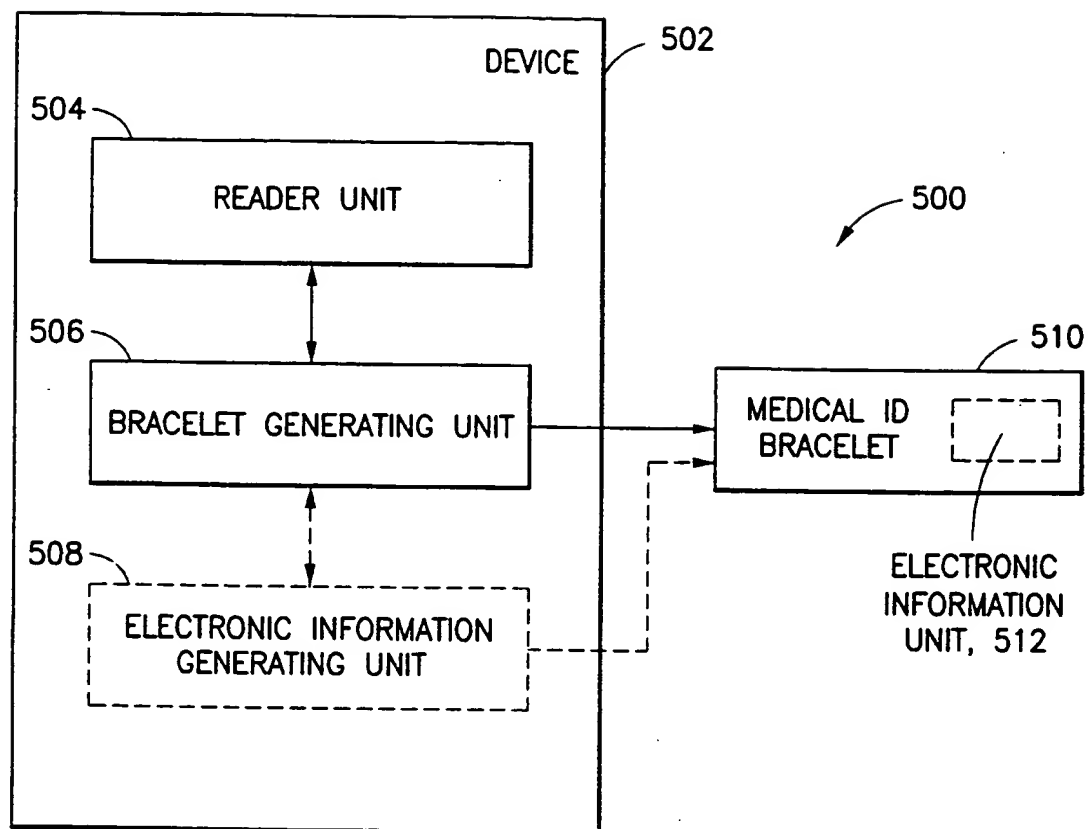 DEVICE
502
504
READER UNIT
500
506
BRACELET GENERATING UNIT
510
MEDICAL ID
BRACELET
508
ELECTRONIC INFORMATION
GENERATING UNIT
ELECTRONIC
INFORMATION
UNIT, 512